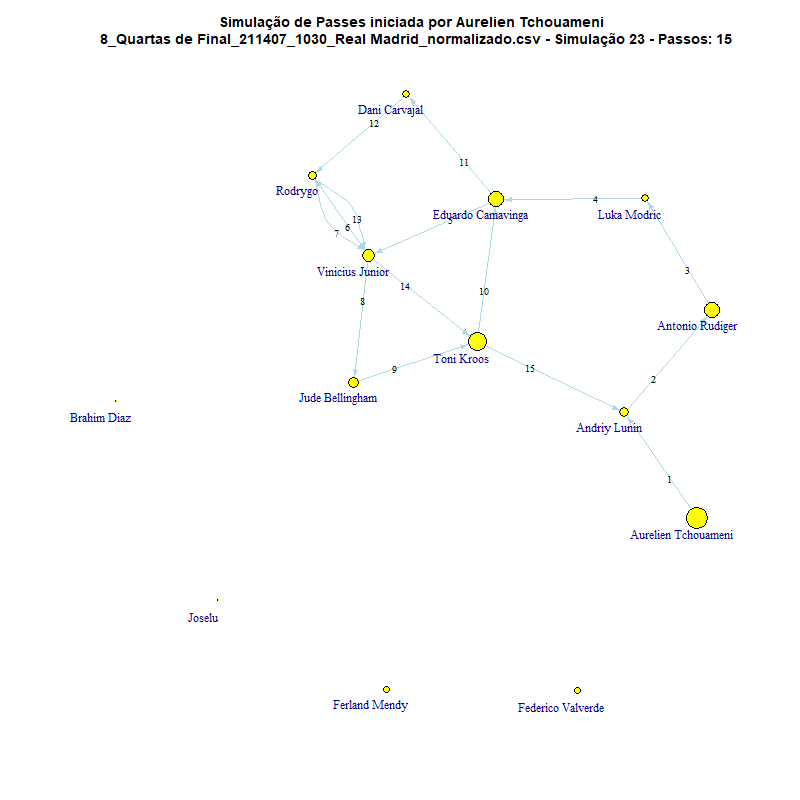 Simulação de Passes iniciada por Aurelien Tchouameni
8_Quartas de Final_211407_1030_Real Madrid_normalizado.csv - Simulação 23 - Passos: 15
Dani Carvajal
12
11
Rodrygo
4
Eduardo Camavinga
Luka Modric
13
5
6
7
Vinicius Junior
3
14
10
8
Antonio Rudiger
Toni Kroos
9
15
2
Jude Bellingham
Brahim Diaz
Andriy Lunin
1
Aurelien Tchouameni
Joselu
Ferland Mendy
Federico Valverde